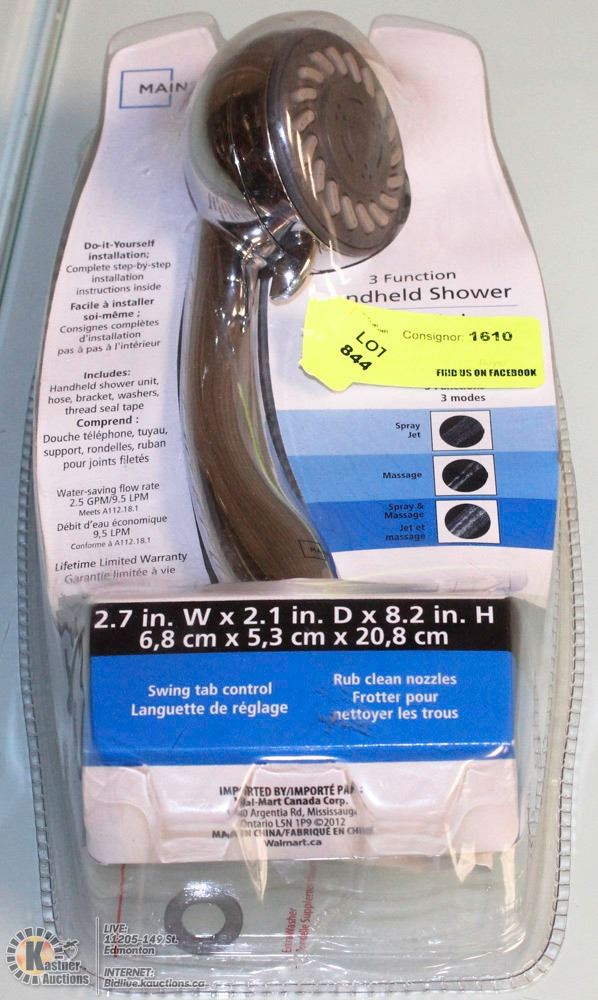 MAIN
3 Function
ndheld Shower
LOT
844
Consignor: 1610
FIND US ON FACEBOOK
3 modes
Spray
Jet
Massage
Spray &
Massage
Jet et
massage
Do-it-Yourself
installation;
Complete step-by-step
installation
instructions inside
Facile à installer
soi-même ;
Consignes complètes
d'installation
pas à pas à l'intérieur
Includes:
Handheld shower unit,
hose, bracket, washers,
thread seal tape
Comprend :
Douche téléphone, tuyau,
support, rondelles, ruban
pour joints filetés
Water-saving flow rate
2.5 GPM/9.5 LPM
Meets A112.18.1
Débit d'eau économique
9,5 LPM
Conforme à A112.18.1
Lifetime Limited Warranty
Garantie limitée à vie
MAIN
2.7 in. W x 2.1 in. D x 8.2 in. H
6,8 cm x 5,3 cm x 20,8 cm
Swing tab control
Languette de réglage
Rub clean nozzles
Frotter pour
nettoyer les trous
IMPORTED BY/IMPORTÉ PAR
Wal-Mart Canada Corp.
40 Argentia Rd, Mississauga
Ontario L5N 1P9 ©2012
MADE IN CHINA/FABRIQUÉ EN CHINE
Walmart.ca
Extra Washer
Rondelle Supplémentaire
LIVE:
11205-149 St.
Edmonton
INTERNET:
Bidlive.kauctions.ca
Kastner
Auctions